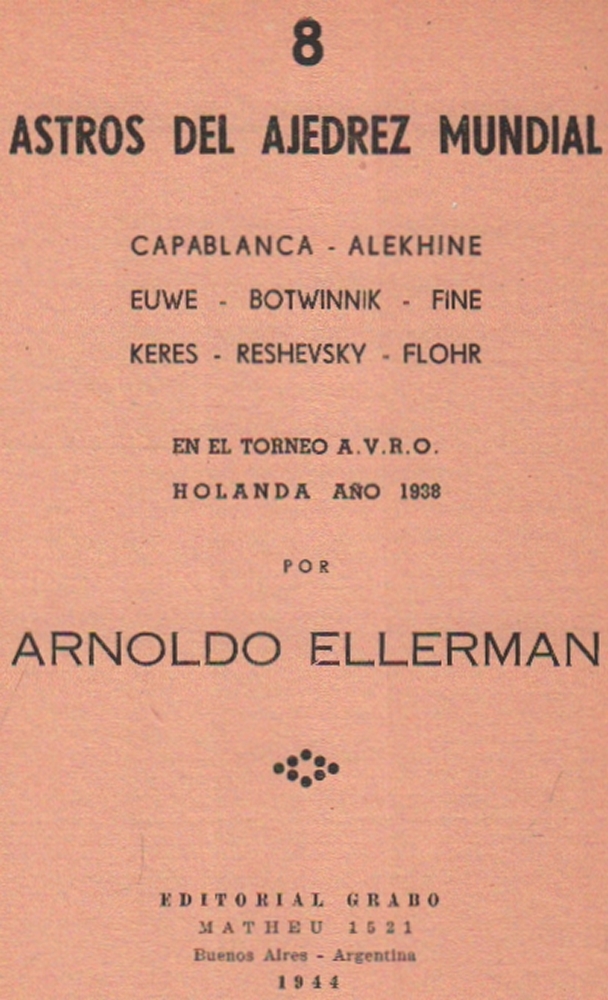 8
ASTROS DEL AJEDREZ MUNDIAL
CAPABLANCA - ALEKHINE
EUWE - BOTWINNIK - FINE
KERES - RESHEVSKY - FLOHR
EN EL TORNEO A.V.R.O.
HOLANDA AÑO 1938
POR
ARNOLDO ELLERMAN
EDITORIAL GRABO
MATHEU 1521
Buenos Aires - Argentina
1944